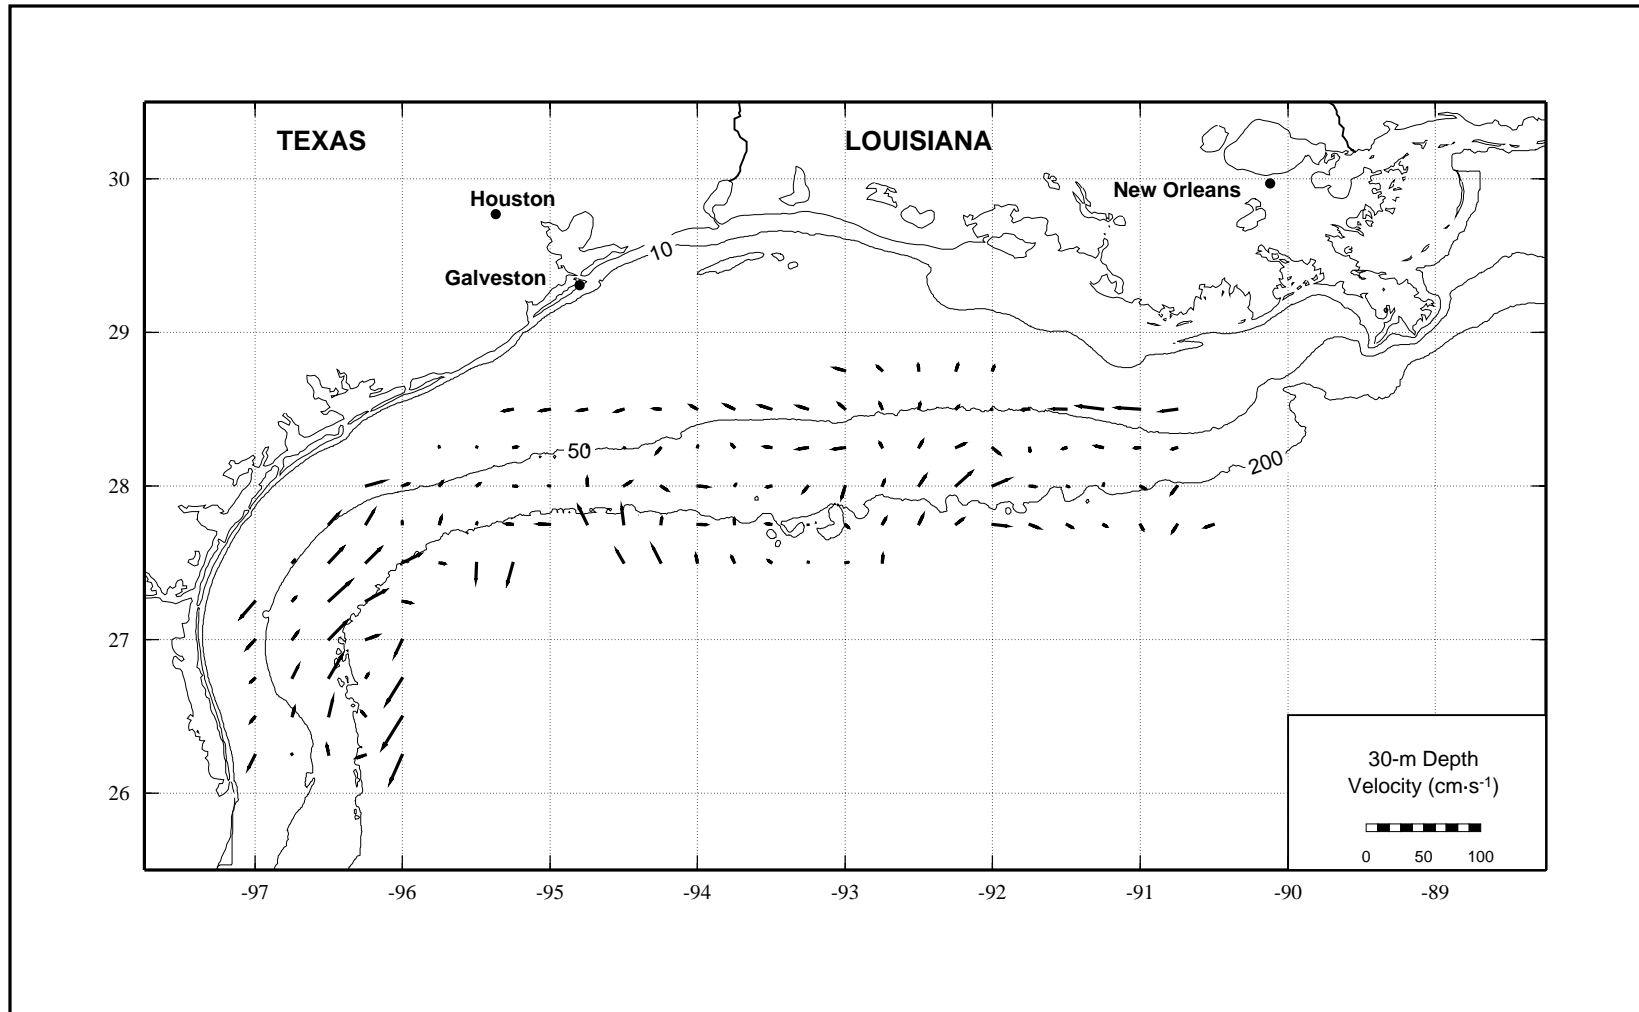 TEXAS
LOUISIANA
30
New Orleans
Houston
10
Galveston
29
50
200
28
27
30-m Depth
Velocity (cm·s-1)
26
0 50 100
-97 -96 -95 -94 -93 -92 -91 -90 -89